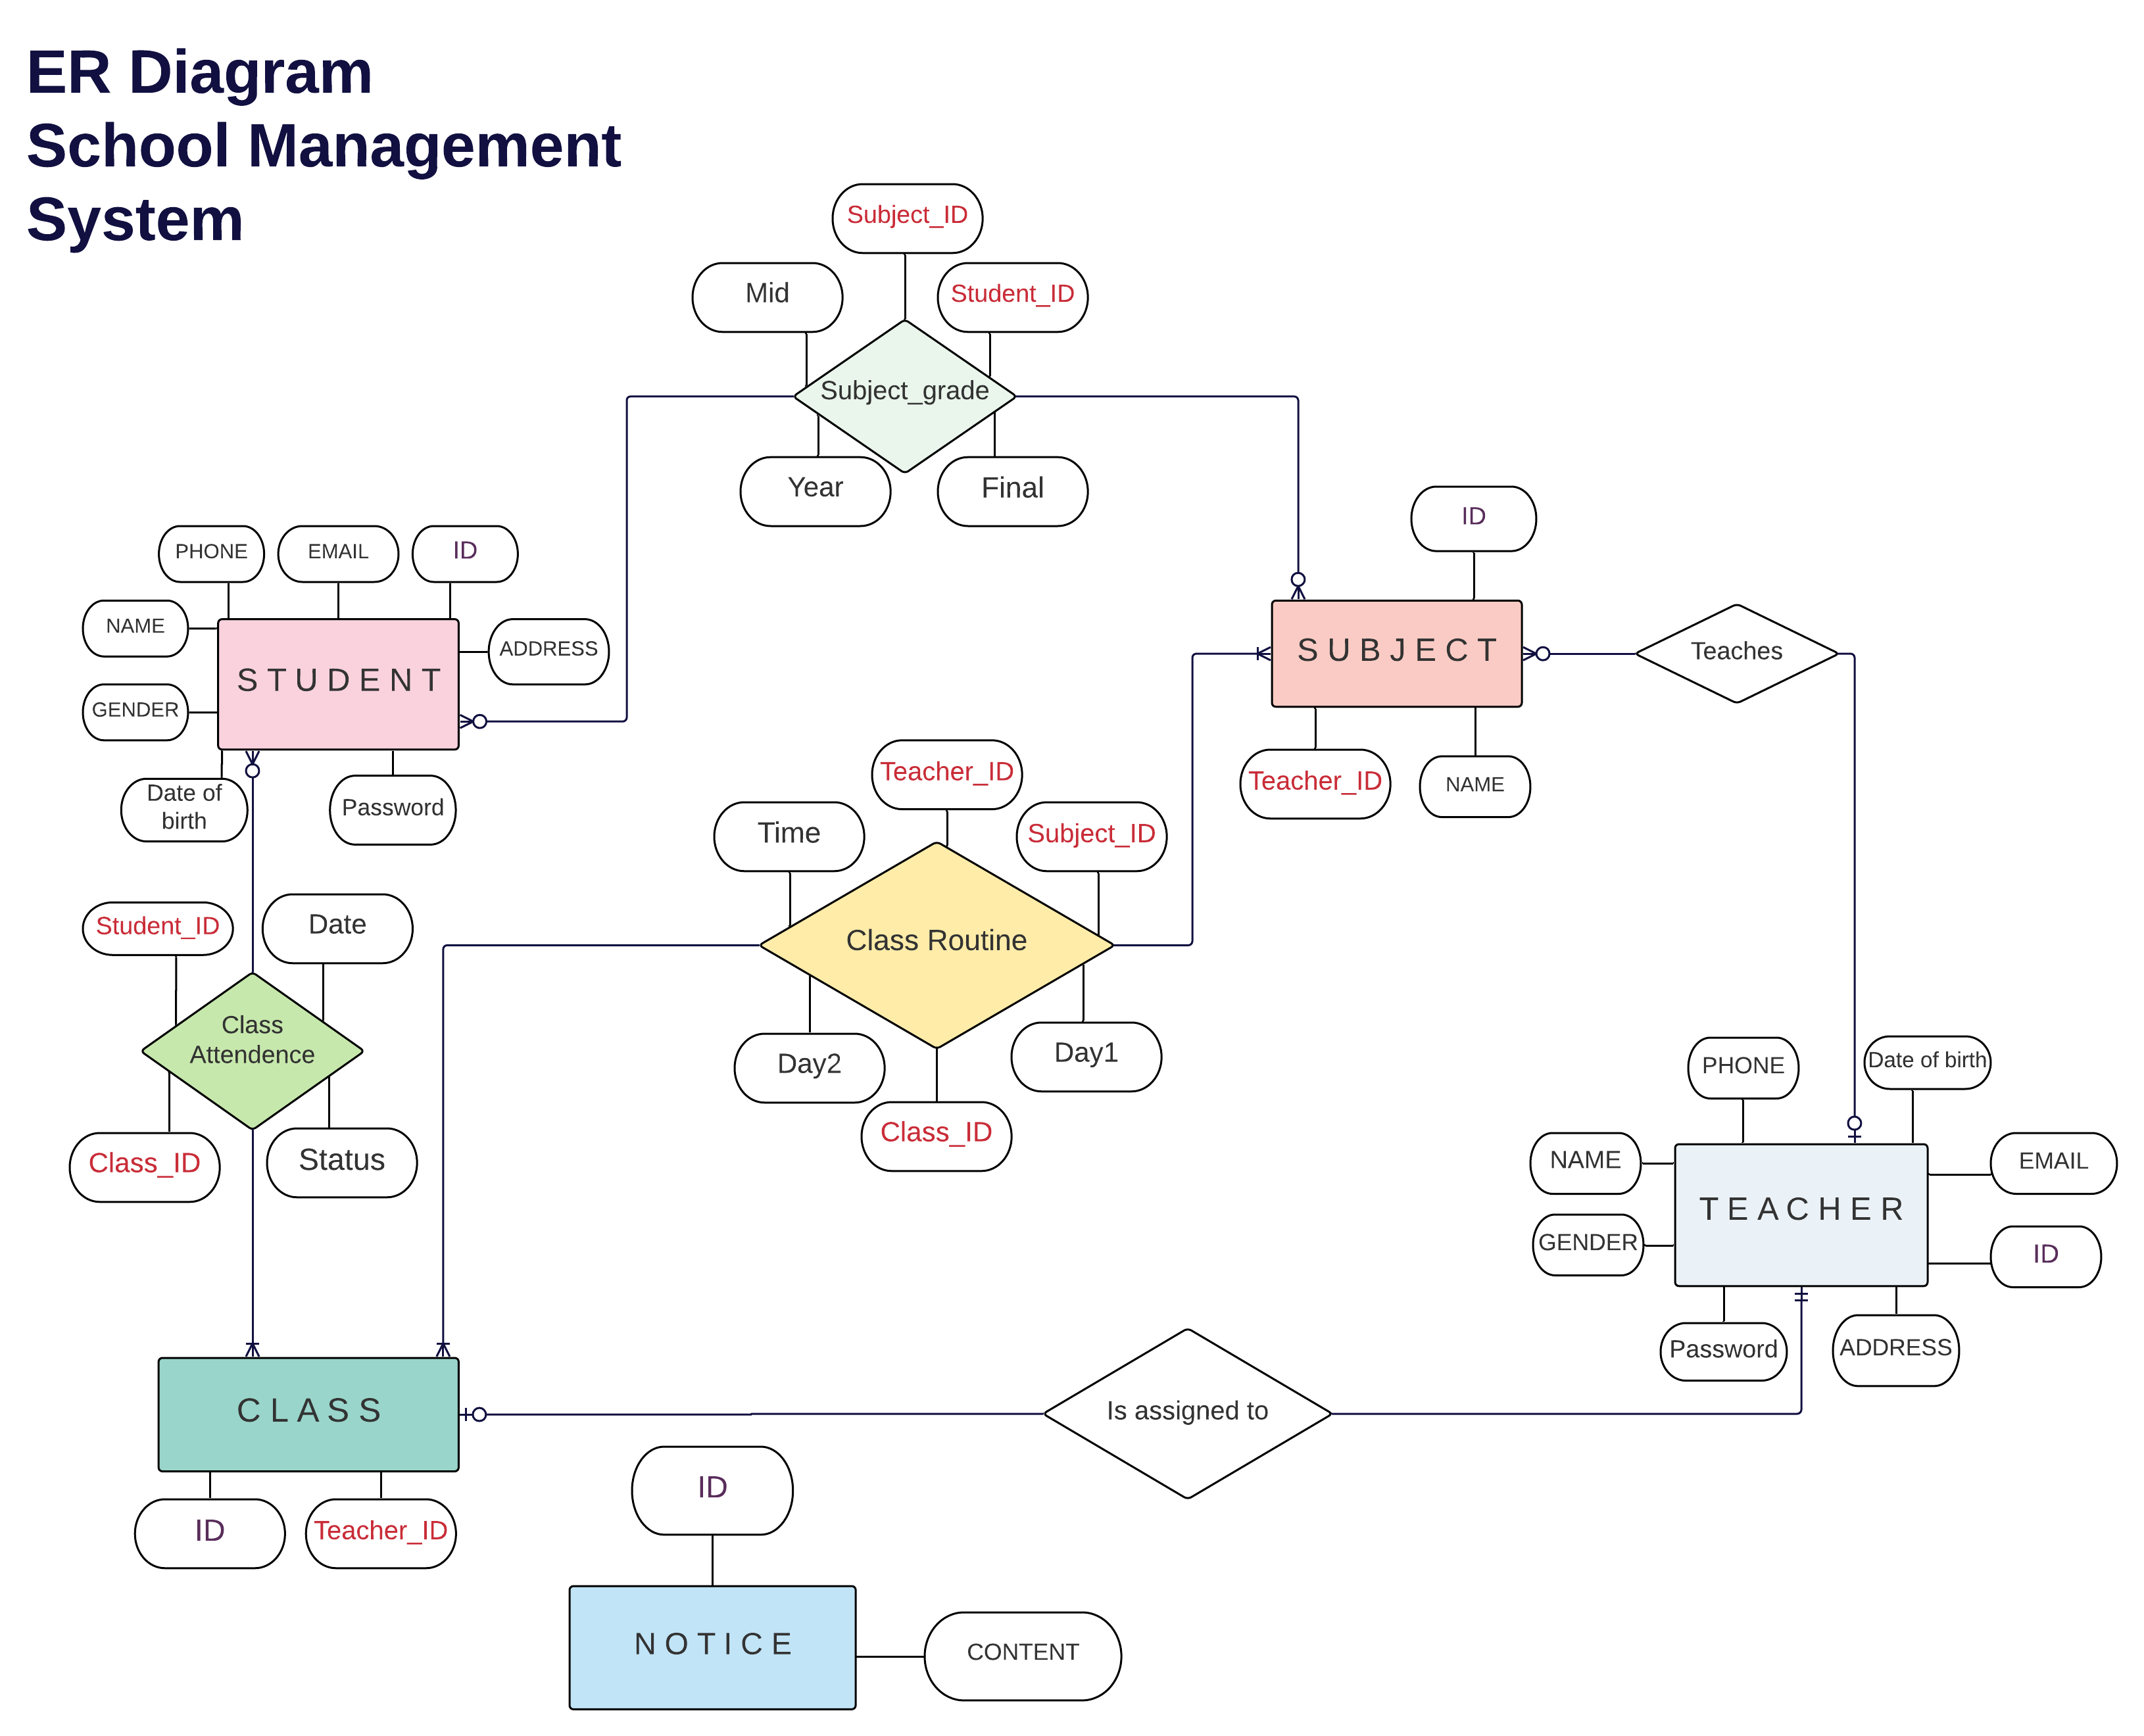 ER Diagram
School Management
System
Subject_ID
Mid
Student_ID
Subject_grade
Year
Final
PHONE
EMAIL
ID
NAME
ADDRESS
STUDENT
GENDER
Date of
birth
Password
ID
SUBJECT
Teaches
Teacher_ID
NAME
Teacher_ID
Time
Subject_ID
Class Routine
Day2
Day1
Class_ID
Student_ID
Date
Class
Attendence
Class_ID
Status
PHONE
Date of birth
NAME
EMAIL
TEACHER
GENDER
ID
Password
ADDRESS
CLASS
Is assigned to
ID
Teacher_ID
ID
NOTICE
CONTENT